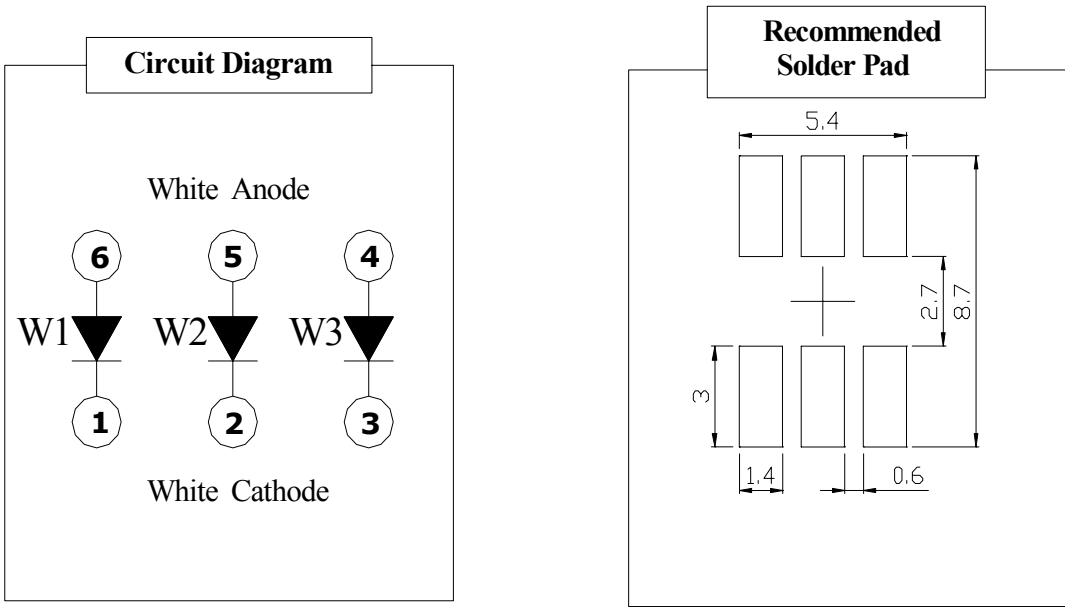 Circuit Diagram
White Anode
6 5 4
W1 W2 W3
1 2 3
White Cathode
Recommended
Solder Pad
5.4
2.7
8.7
3
1.4
0.6